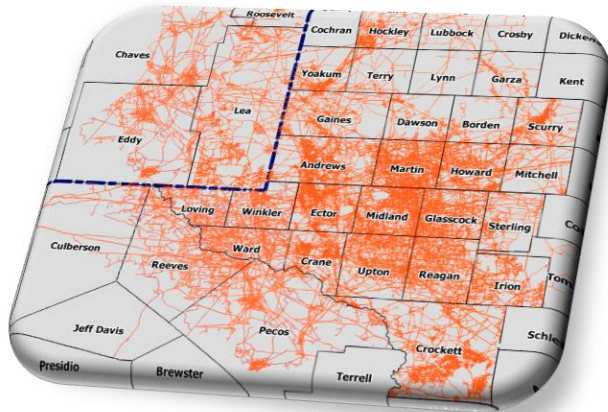 Roosevelt
Cochran
Hockley
Lubbock
Crosby
Chaves
Yoakum
Terry
Lynn
Garza
Kent
Lea
Gaines
Dawson
Borden
Scurry
Eddy
Andrews
Martin
Howard
Mitchell
Loving
Winkler
Ector
Midland
Glasscock
Sterling
Culberson
Ward
Reeves
Crane
Upton
Reagan
Irion
Jeff Davis
Pecos
Crockett
Presidio
Brewster
Terrell